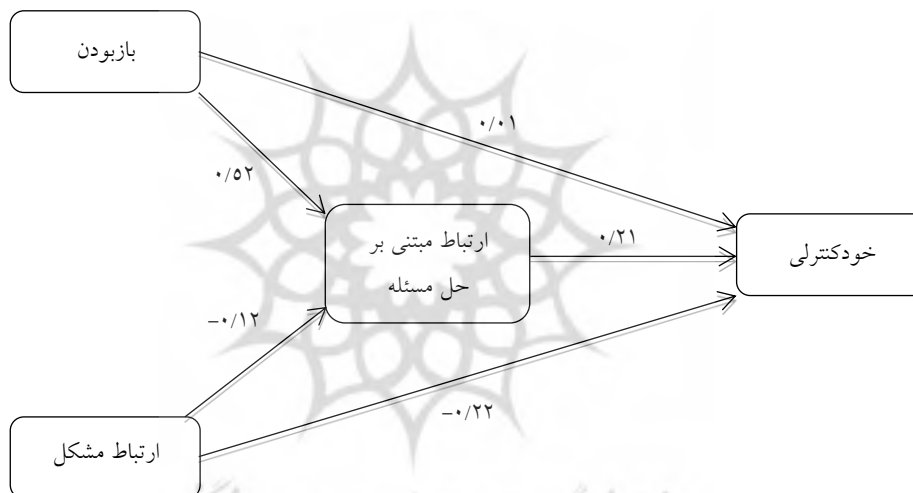 بازبودن
۰/۰۱
۰/۵۲
ارتباط مبتنی بر
حل مسئله
۰/۲۱
خودکنترلی
-۰/۱۲
-۰/۲۲
ارتباط مشکل